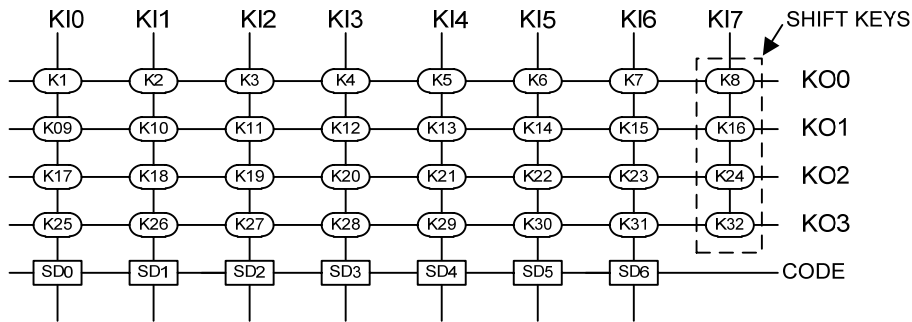 KI0 KI1 KI2 KI3 KI4 KI5 KI6 KI7 SHIFT KEYS
K1 K2 K3 K4 K5 K6 K7 K8 KO0
K09 K10 K11 K12 K13 K14 K15 K16 KO1
K17 K18 K19 K20 K21 K22 K23 K24 KO2
K25 K26 K27 K28 K29 K30 K31 K32 KO3
SD0 SD1 SD2 SD3 SD4 SD5 SD6 CODE